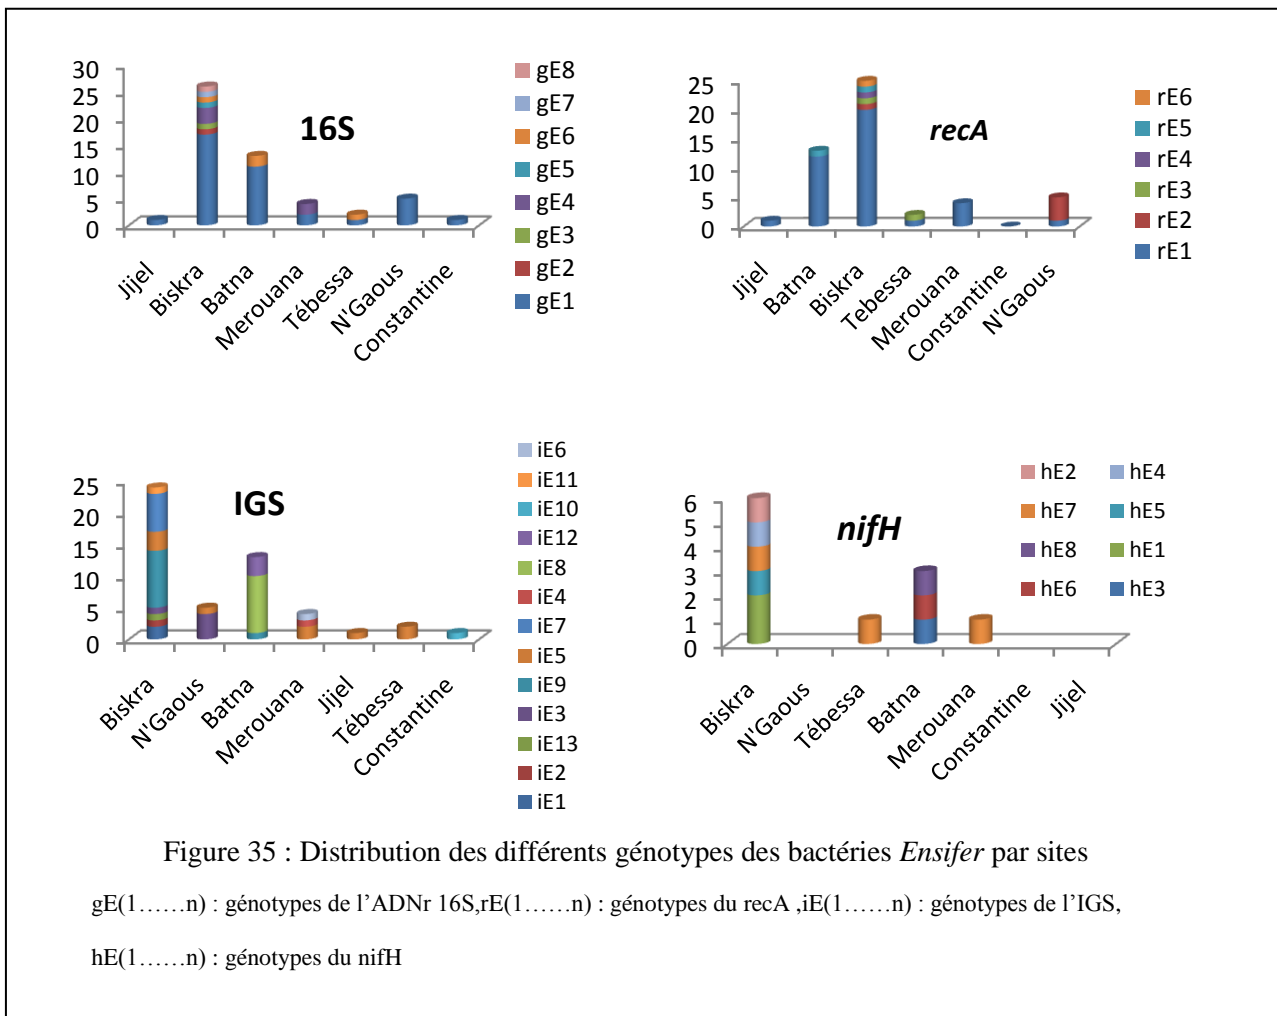 30
25
20
15
10
5
0
16S
Jijel
Biskra
Batna
Merouana
Tébessa
N'Gaous
Constantine
gE8
gE7
gE6
gE5
gE4
gE3
gE2
gE1
25
20
15
10
5
0
recA
Jijel
Batna
Biskra
Tebessa
Merouana
Constantine
N'Gaous
rE6
rE5
rE4
rE3
rE2
rE1
25
20
15
10
5
0
IGS
Biskra
N'Gaous
Batna
Merouana
Jijel
Tébessa
Constantine
iE6
iE11
iE10
iE12
iE8
iE4
iE7
iE5
iE9
iE3
iE13
iE2
iE1
6
5
4
3
2
1
0
nifH
Biskra
N'Gaous
Tébessa
Batna
Merouana
Constantine
Jijel
hE2 hE4
hE7 hE5
hE8 hE1
hE6 hE3
Figure 35 : Distribution des différents génotypes des bactéries Ensifer par sites
gE(1……n) : génotypes de l’ADNr 16S,rE(1……n) : génotypes du recA ,iE(1……n) : génotypes de l’IGS,
hE(1……n) : génotypes du nifH